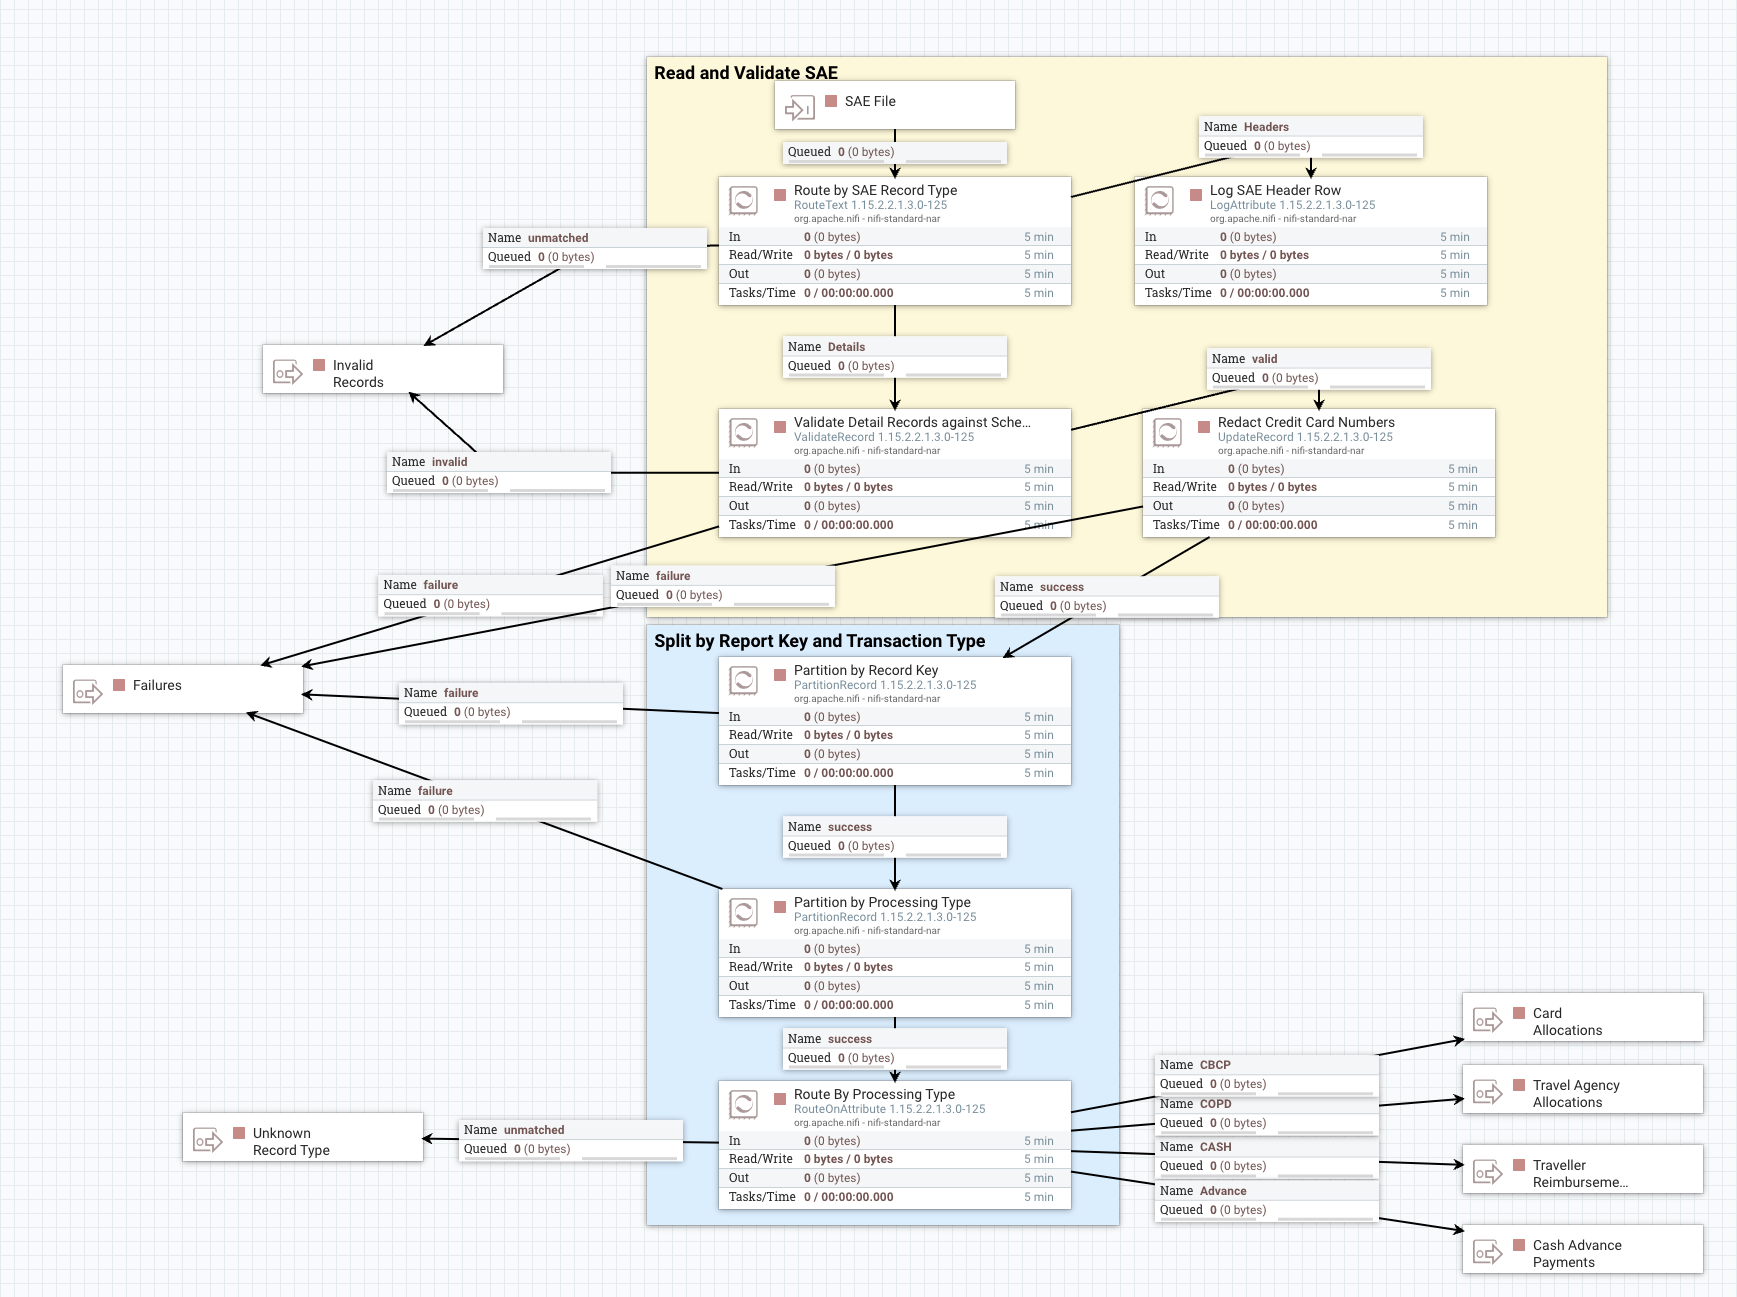 Read and Validate SAE
SAE File
Queued 0 (0 bytes)
Name Headers
Queued 0 (0 bytes)
Route by SAE Record Type
RouteText 1.15.2.2.1.3.0-125
org.apache.nifi - nifi-standard-nar
In 0 (0 bytes) 5 min
Read/Write 0 bytes / 0 bytes 5 min
Out 0 (0 bytes) 5 min
Tasks/Time 0 / 00:00:00.000 5 min
Log SAE Header Row
LogAttribute 1.15.2.2.1.3.0-125
org.apache.nifi - nifi-standard-nar
In 0 (0 bytes) 5 min
Read/Write 0 bytes / 0 bytes 5 min
Out 0 (0 bytes) 5 min
Tasks/Time 0 / 00:00:00.000 5 min
Name unmatched
Queued 0 (0 bytes)
Invalid
Records
Name Details
Queued 0 (0 bytes)
Name valid
Queued 0 (0 bytes)
Validate Detail Records against Sche…
ValidateRecord 1.15.2.2.1.3.0-125
org.apache.nifi - nifi-standard-nar
In 0 (0 bytes) 5 min
Read/Write 0 bytes / 0 bytes 5 min
Out 0 (0 bytes) 5 min
Tasks/Time 0 / 00:00:00.000 5 min
Redact Credit Card Numbers
UpdateRecord 1.15.2.2.1.3.0-125
org.apache.nifi - nifi-standard-nar
In 0 (0 bytes) 5 min
Read/Write 0 bytes / 0 bytes 5 min
Out 0 (0 bytes) 5 min
Tasks/Time 0 / 00:00:00.000 5 min
Name invalid
Queued 0 (0 bytes)
Name failure
Queued 0 (0 bytes)
Name failure
Queued 0 (0 bytes)
Name success
Queued 0 (0 bytes)
Split by Report Key and Transaction Type
Failures
Name failure
Queued 0 (0 bytes)
Partition by Record Key
PartitionRecord 1.15.2.2.1.3.0-125
org.apache.nifi - nifi-standard-nar
In 0 (0 bytes) 5 min
Read/Write 0 bytes / 0 bytes 5 min
Out 0 (0 bytes) 5 min
Tasks/Time 0 / 00:00:00.000 5 min
Name failure
Queued 0 (0 bytes)
Name success
Queued 0 (0 bytes)
Partition by Processing Type
PartitionRecord 1.15.2.2.1.3.0-125
org.apache.nifi - nifi-standard-nar
In 0 (0 bytes) 5 min
Read/Write 0 bytes / 0 bytes 5 min
Out 0 (0 bytes) 5 min
Tasks/Time 0 / 00:00:00.000 5 min
Name success
Queued 0 (0 bytes)
Route By Processing Type
RouteOnAttribute 1.15.2.2.1.3.0-125
org.apache.nifi - nifi-standard-nar
In 0 (0 bytes) 5 min
Read/Write 0 bytes / 0 bytes 5 min
Out 0 (0 bytes) 5 min
Tasks/Time 0 / 00:00:00.000 5 min
Unknown
Record Type
Name unmatched
Queued 0 (0 bytes)
Name CBCP
Queued 0 (0 bytes)
Name COPD
Queued 0 (0 bytes)
Name CASH
Queued 0 (0 bytes)
Name Advance
Queued 0 (0 bytes)
Card
Allocations
Travel Agency
Allocations
Traveller
Reimburseme…
Cash Advance
Payments